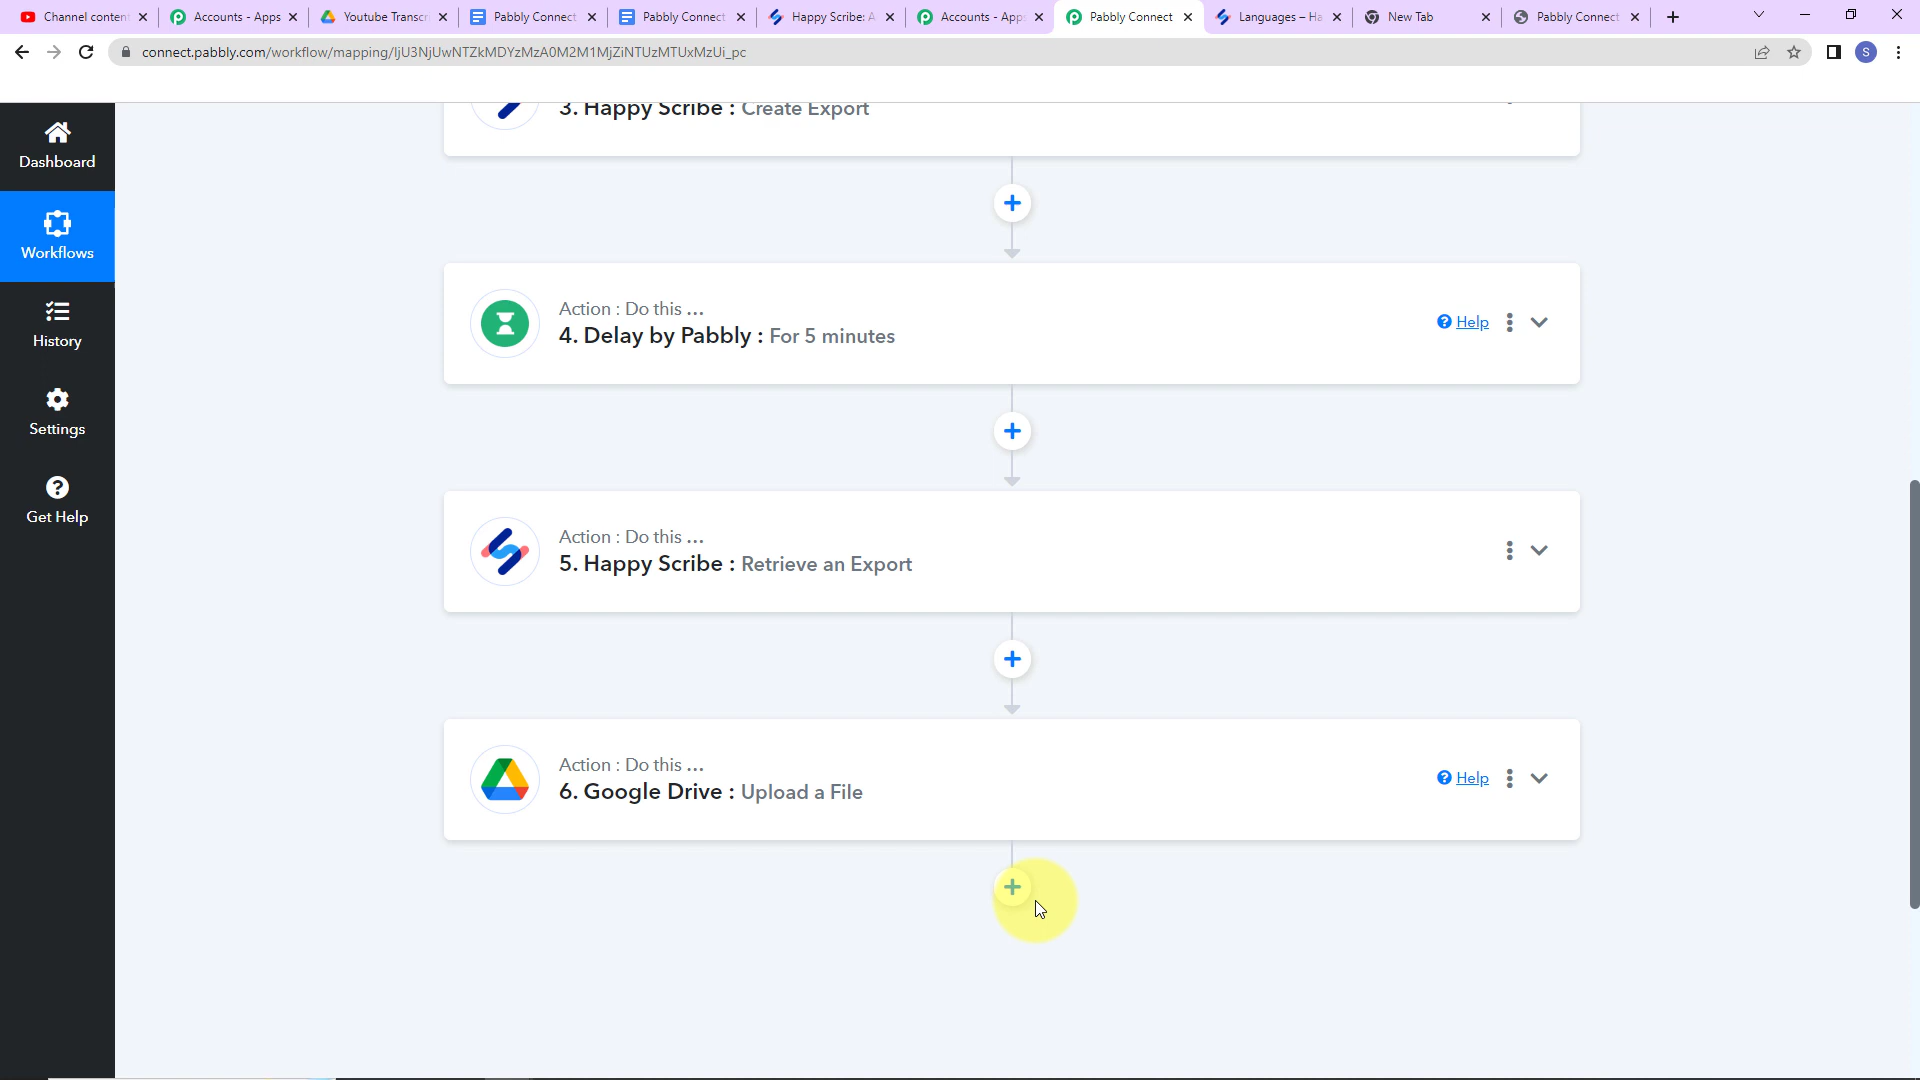 Channel content
Accounts - Apps
Youtube Transcr
Pabbly Connect
Pabbly Connect
Happy Scribe: A
Accounts - Apps
Pabbly Connect
Languages – Ha
New Tab
Pabbly Connect
connect.pabbly.com/workflow/mapping/IjU3NjUwNTZkMDYzMzA0M2M1MjZiNTUzMTUxMzUi_pc
S
Dashboard
Workflows
History
Settings
Get Help
3. Happy Scribe : Create Export
Action : Do this ...
4. Delay by Pabbly : For 5 minutes
Help
Action : Do this ...
5. Happy Scribe : Retrieve an Export
Action : Do this ...
6. Google Drive : Upload a File
Help